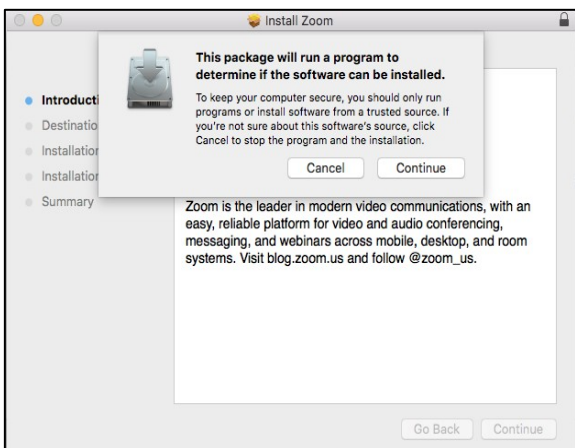 Install Zoom
This package will run a program to
determine if the software can be installed.
To keep your computer secure, you should only run
programs or install software from a trusted source. If
you're not sure about this software's source, click
Cancel to stop the program and the installation.
Cancel Continue
Introducti
Destinatio
Installation
Installation
Summary
Zoom is the leader in modern video communications, with an
easy, reliable platform for video and audio conferencing,
messaging, and webinars across mobile, desktop, and room
systems. Visit blog.zoom.us and follow @zoom_us.
Go Back Continue